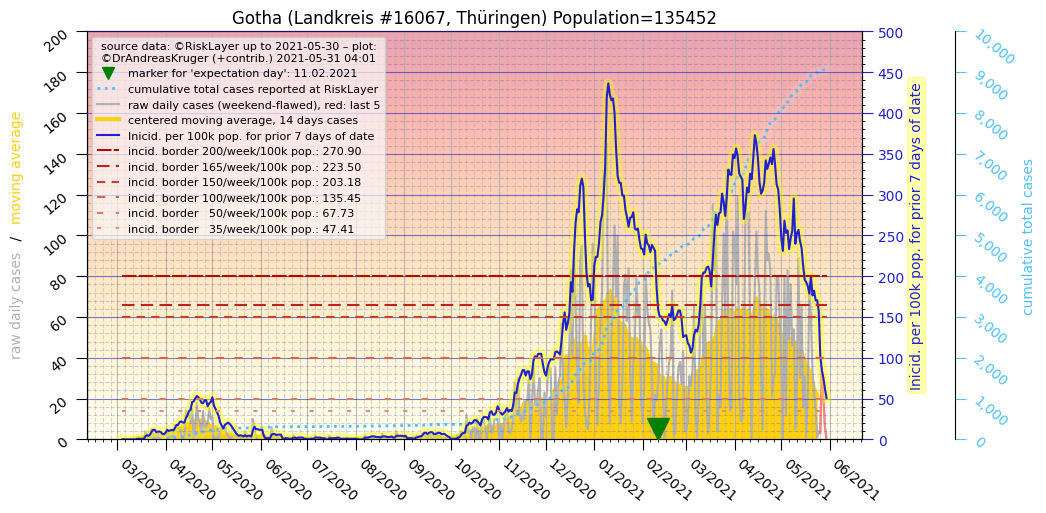 Gotha (Landkreis #16067, Thüringen) Population=135452
source data: ©RiskLayer up to 2021-05-30 – plot:
©DrAndreasKruger (+contrib.) 2021-05-31 04:01
marker for 'expectation day': 11.02.2021
cumulative total cases reported at RiskLayer
raw daily cases (weekend-flawed), red: last 5
centered moving average, 14 days cases
Inicid. per 100k pop. for prior 7 days of date
incid. border 200/week/100k pop.: 270.90
incid. border 165/week/100k pop.: 223.50
incid. border 150/week/100k pop.: 203.18
incid. border 100/week/100k pop.: 135.45
incid. border   50/week/100k pop.: 67.73
incid. border   35/week/100k pop.: 47.41
raw daily cases   /   moving average
200
180
160
140
120
100
80
60
40
20
0
03/2020
04/2020
05/2020
06/2020
07/2020
08/2020
09/2020
10/2020
11/2020
12/2020
01/2021
02/2021
03/2021
04/2021
05/2021
06/2021
500
450
400
350
300
250
200
150
100
50
0
Inicid. per 100k pop. for prior 7 days of date
10,000
9,000
8,000
7,000
6,000
5,000
4,000
3,000
2,000
1,000
0
cumulative total cases